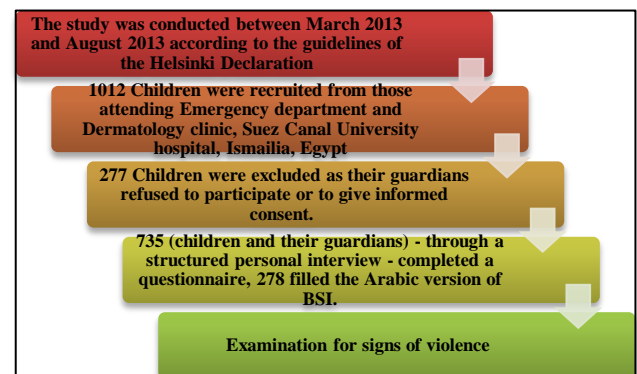 The study was conducted between March 2013
and August 2013 according to the guidelines of
the Helsinki Declaration
1012 Children were recruited from those
attending Emergency department and
Dermatology clinic, Suez Canal University
hospital, Ismailia, Egypt
277 Children were excluded as their guardians
refused to participate or to give informed
consent.
735 (children and their guardians) - through a
structured personal interview - completed a
questionnaire, 278 filled the Arabic version of
BSI.
Examination for signs of violence